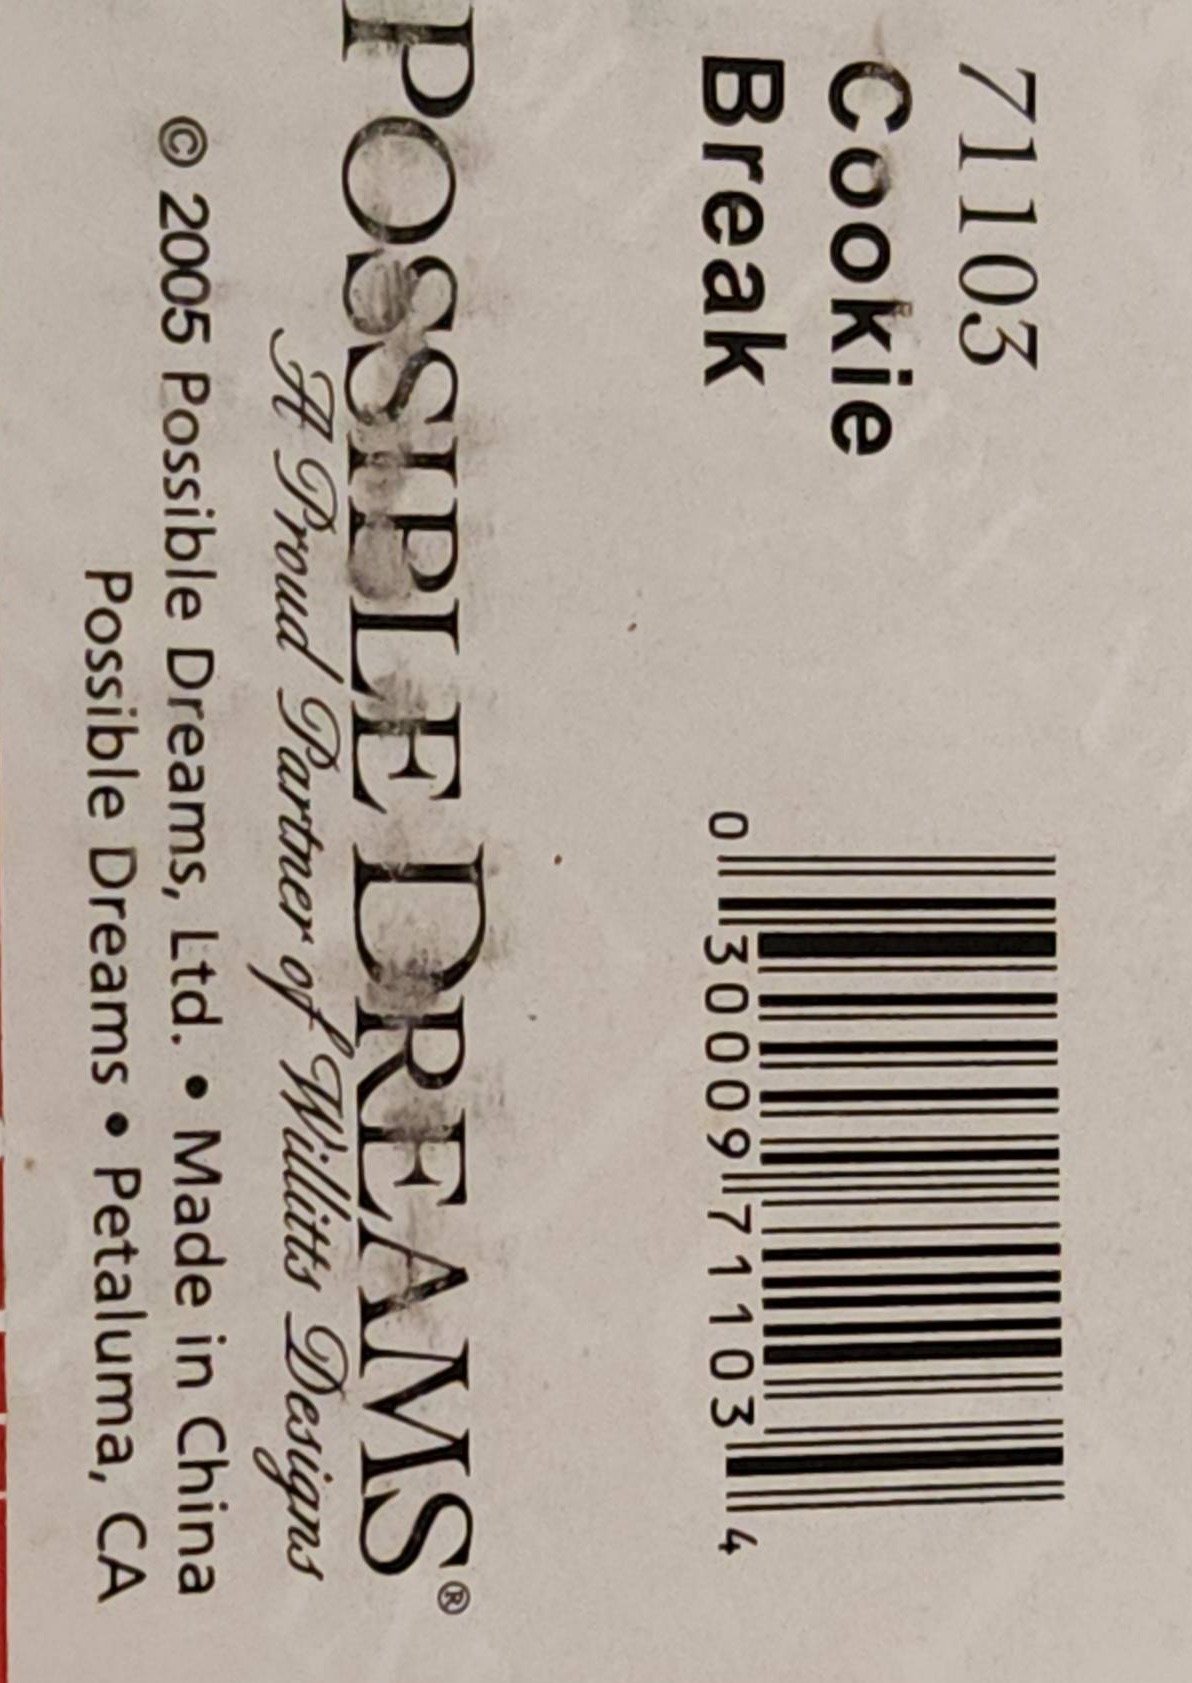 71103
Cookie
Break
0 30097 71103 4
POSSIBLE DREAMS®
A Proud Partner of Willitts Designs
© 2005 Possible Dreams, Ltd. • Made in China
Possible Dreams • Petaluma, CA